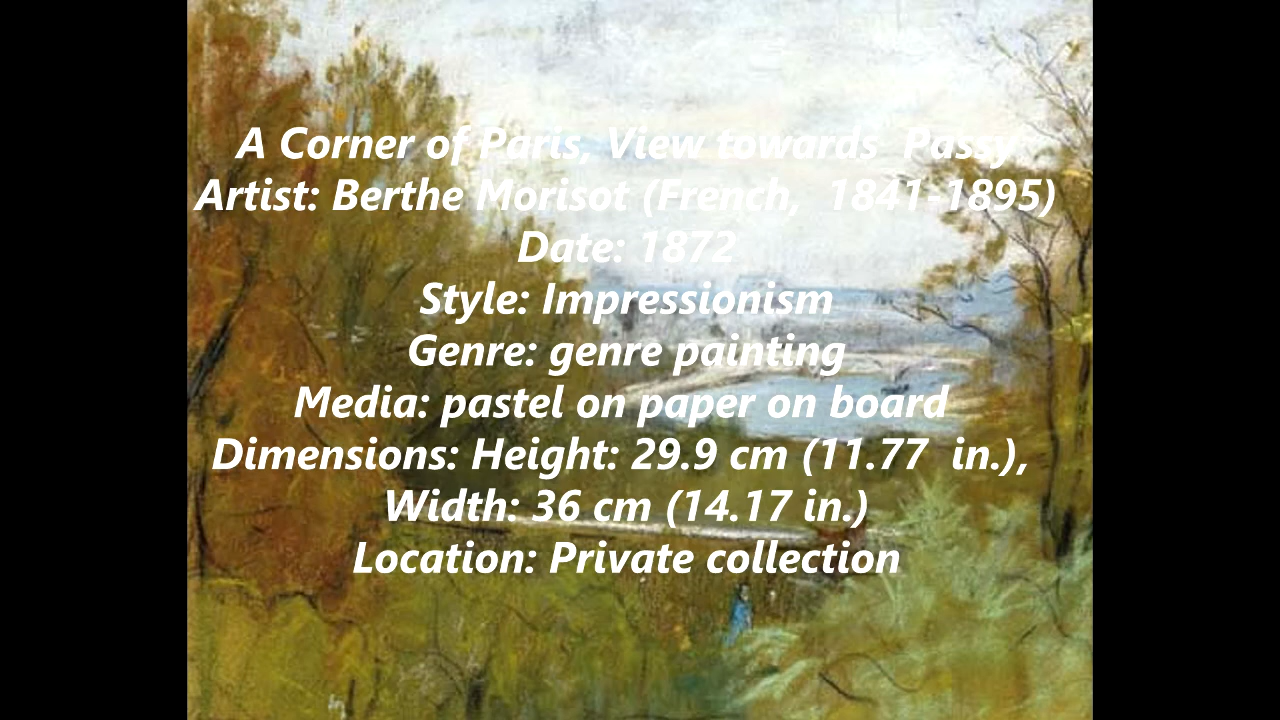 A Corner of Paris, View towards  Passy
Artist: Berthe Morisot (French,  1841-1895)
Date: 1872
Style: Impressionism
Genre: genre painting
Media: pastel on paper on board
Dimensions: Height: 29.9 cm (11.77  in.),
Width: 36 cm (14.17 in.)
Location: Private collection